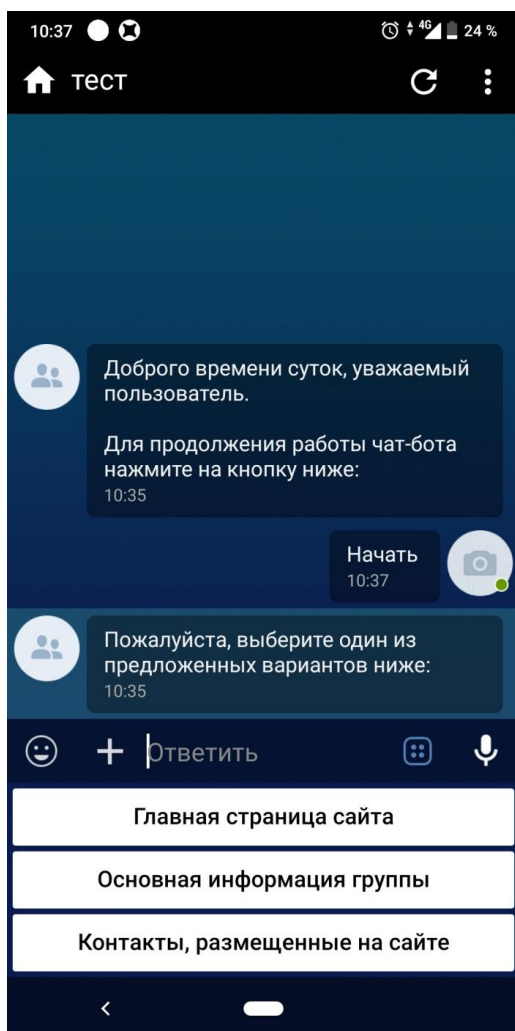 10:37
4G 24 %
тест
Доброго времени суток, уважаемый
пользователь.
Для продолжения работы чат-бота
нажмите на кнопку ниже:
10:35
Начать
10:37
Пожалуйста, выберите один из
предложенных вариантов ниже:
10:35
Ответить
Главная страница сайта
Основная информация группы
Контакты, размещенные на сайте